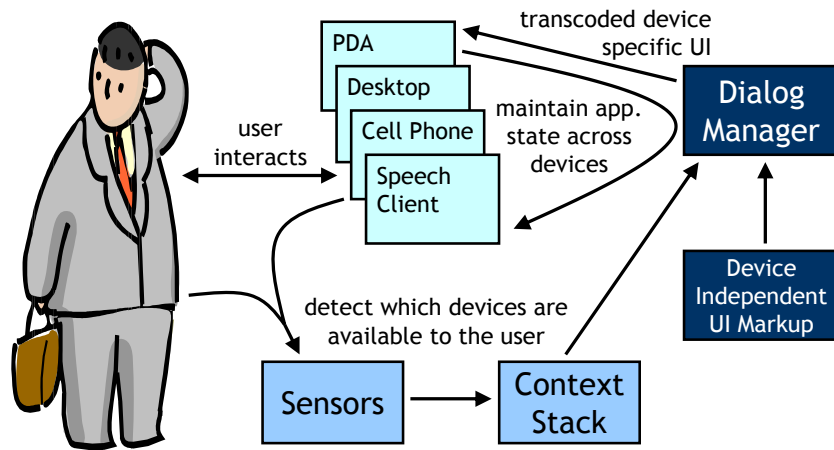 transcoded device
specific UI
PDA
Desktop
Cell Phone
Speech
Client
user
interacts
maintain app.
state across
devices
Dialog
Manager
Device
Independent
UI Markup
detect which devices are
available to the user
Sensors
Context
Stack